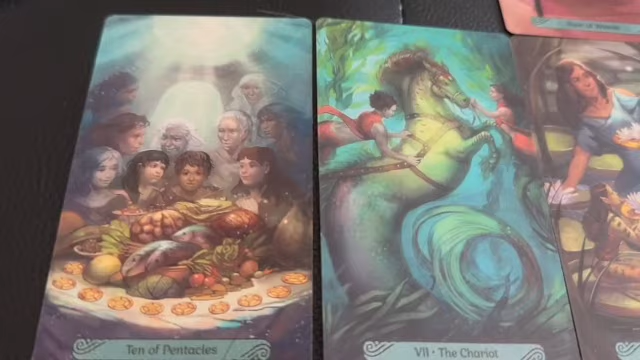 Ten of Pentacles
VII • The Chariot